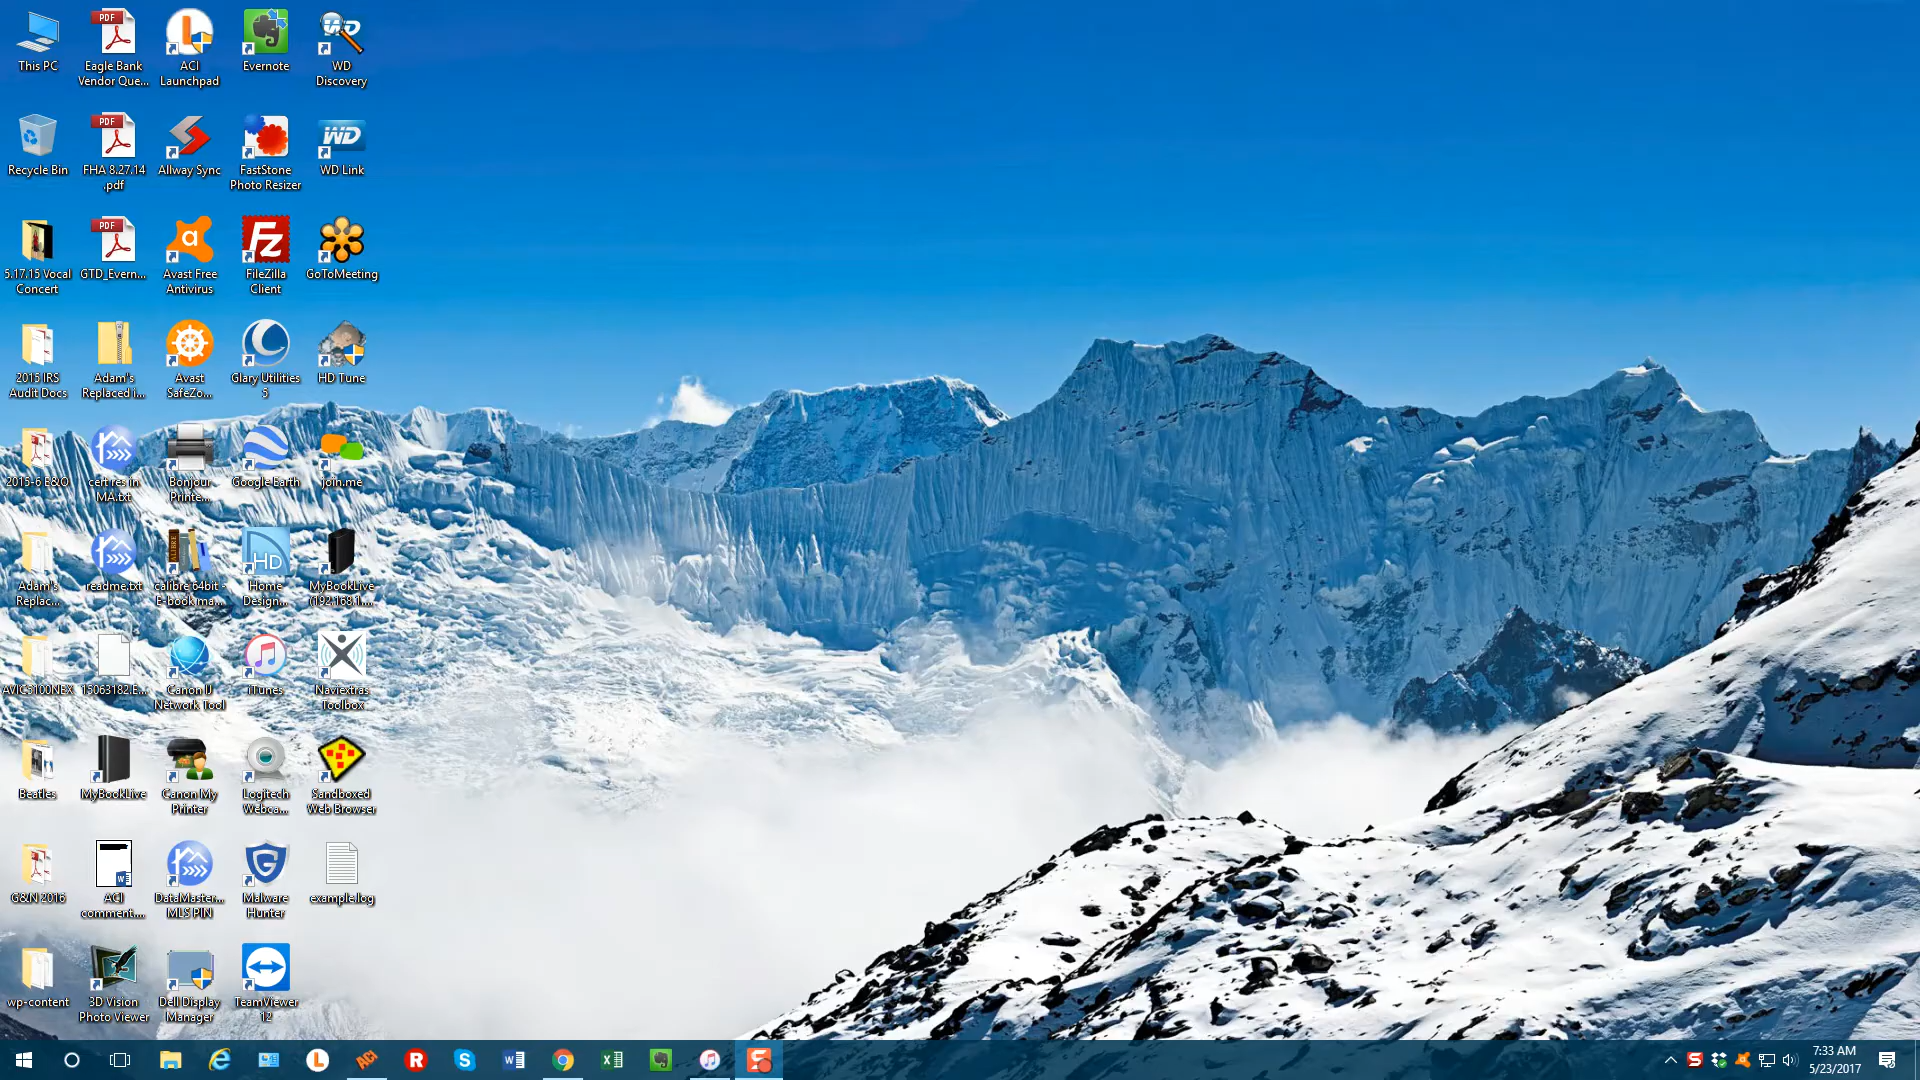 This PC
Eagle Bank
Vendor Que...
ACI
Launchpad
Evernote
WD
Discovery
Recycle Bin
FHA 8.27.14
.pdf
Allway Sync
FastStone
Photo Resizer
WD Link
5.17.15 Vocal
Concert
GTD_Evern...
Avast Free
Antivirus
FileZilla
Client
GoToMeeting
2015 IRS
Audit Docs
Adam's
Replaced i...
Avast
SafeZo...
Glary Utilities
5
HD Tune
2015-6 E&O
cert res in
MA.txt
Bonjour
Printe...
Google Earth
join.me
Adam's
Replac...
readme.txt
calibre 64bit -
E-book ma...
Home
Design...
MyBookLive
(192.168.1....
AVIC5100NEX
15063182.E...
Canon IJ
Network Tool
iTunes
Naviextras
Toolbox
Beatles
MyBookLive
Canon My
Printer
Logitech
Webca...
Sandboxed
Web Browser
G&N 2016
ACI
comment....
DataMaster...
MLS PIN
Malware
Hunter
example.log
wp-content
3D Vision
Photo Viewer
Dell Display
Manager
TeamViewer
12
7:33 AM
5/23/2017